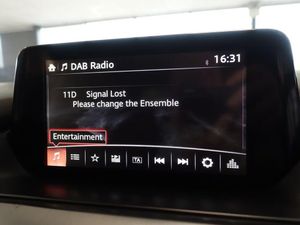 DAB Radio
16:31
11D Signal Lost
Please change the Ensemble
Entertainment
TA